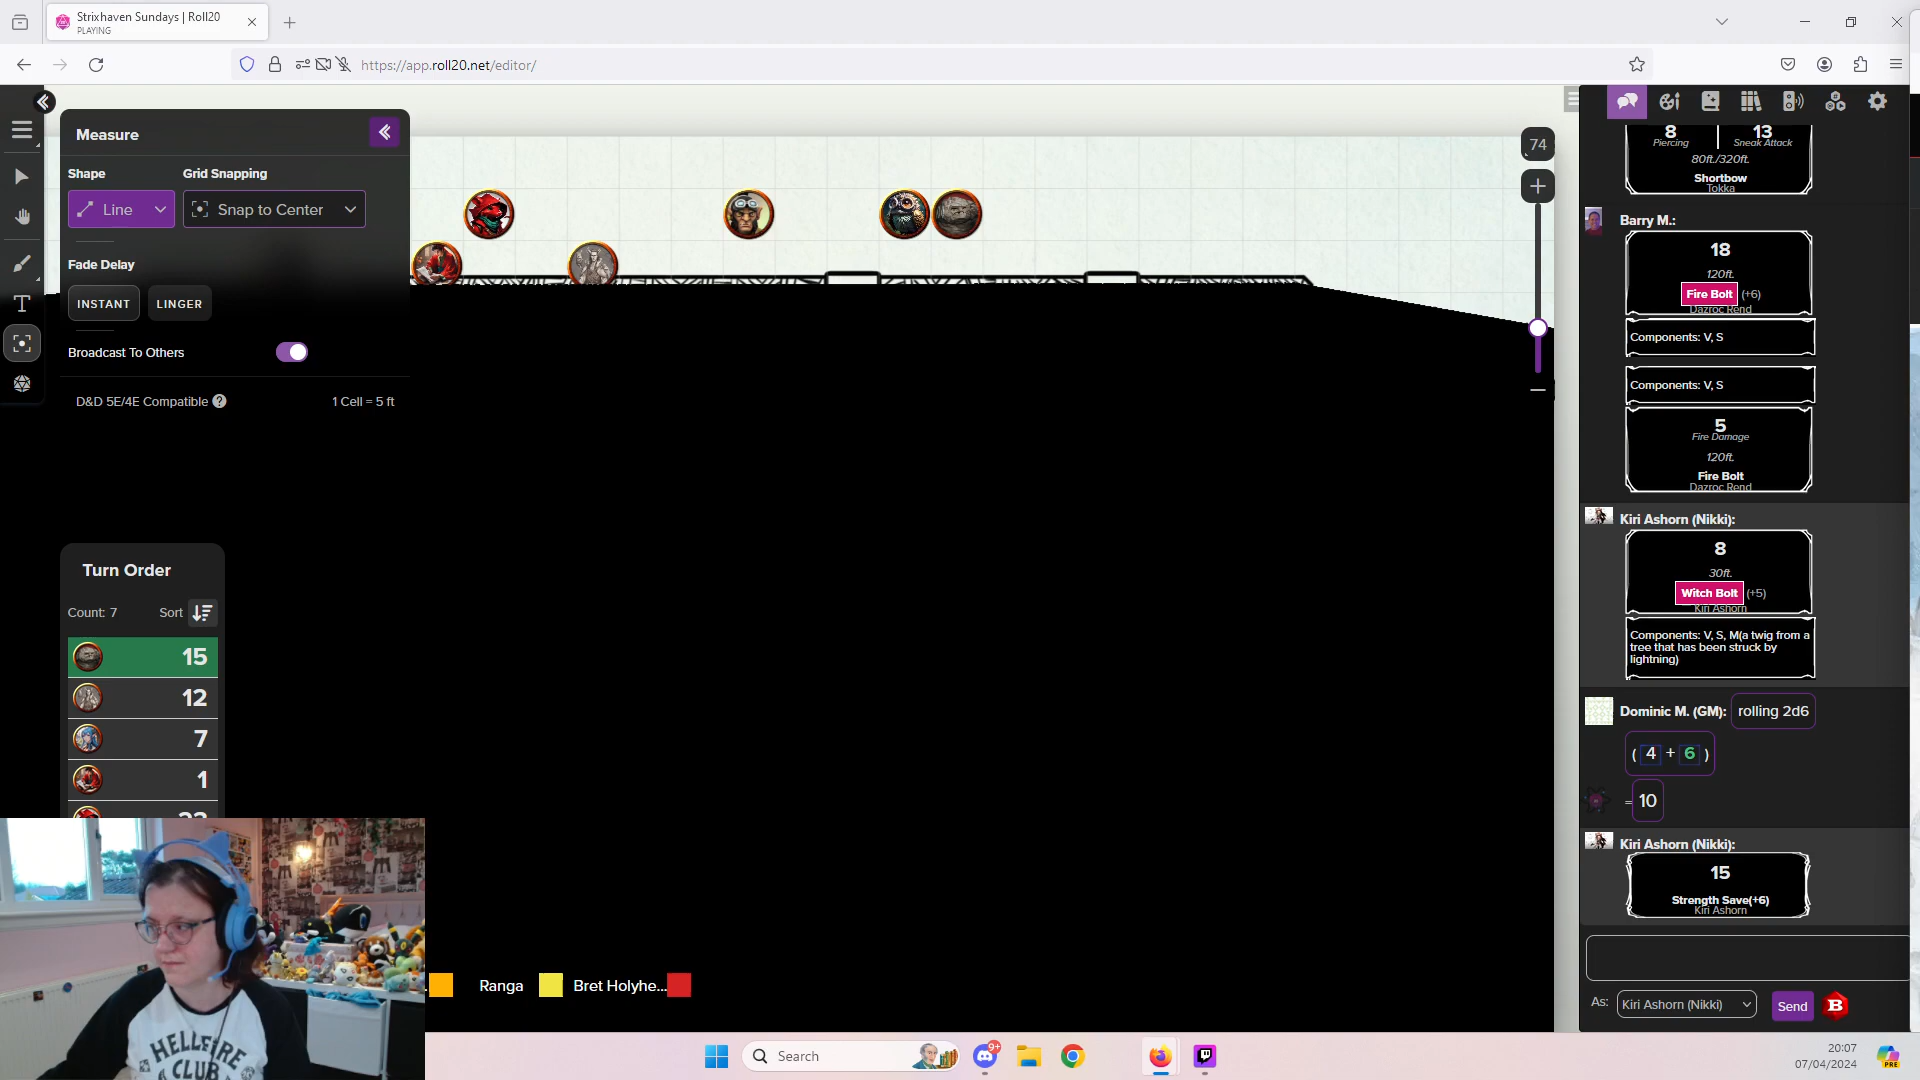 Strixhaven Sundays | Roll20
PLAYING
https://app.roll20.net/editor/
Measure
Shape
Grid Snapping
Line
Snap to Center
Fade Delay
INSTANT
LINGER
Broadcast To Others
D&D 5E/4E Compatible
1 Cell = 5 ft
74
Turn Order
Count: 7
Sort
15
12
7
1
Ranga
Bret Holyhe...
8
13
Piercing
Sneak Attack
80ft./320ft.
Shortbow
Tokka
Barry M.:
18
120ft.
Fire Bolt (+6)
Dazroc Rend
Components: V, S
Components: V, S
5
Fire Damage
120ft.
Fire Bolt
Dazroc Rend
Kiri Ashorn (Nikki):
8
30ft.
Witch Bolt (+5)
Kiri Ashorn
Components: V, S, M(a twig from a
tree that has been struck by
lightning)
Dominic M. (GM): rolling 2d6
( 4 + 6 )
= 10
Kiri Ashorn (Nikki):
15
Strength Save(+6)
Kiri Ashorn
As: Kiri Ashorn (Nikki)
Send
B
HELLFIRE
CLUB
Search
9+
20:07
07/04/2024
PRE